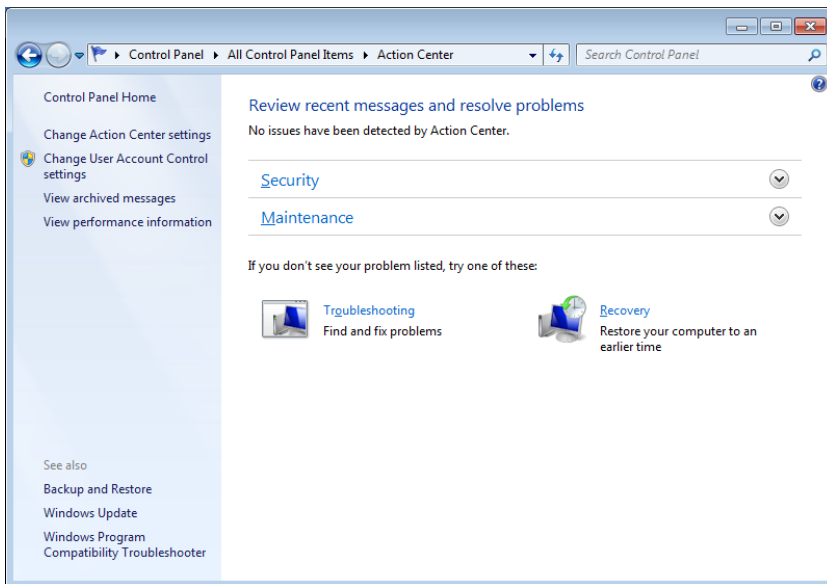 Control Panel All Control Panel Items Action Center Search Control Panel
Control Panel Home
Change Action Center settings
Change User Account Control
settings
View archived messages
View performance information
Review recent messages and resolve problems
No issues have been detected by Action Center.
Security
Maintenance
If you don't see your problem listed, try one of these:
Troubleshooting
Find and fix problems
Recovery
Restore your computer to an
earlier time
See also
Backup and Restore
Windows Update
Windows Program
Compatibility Troubleshooter